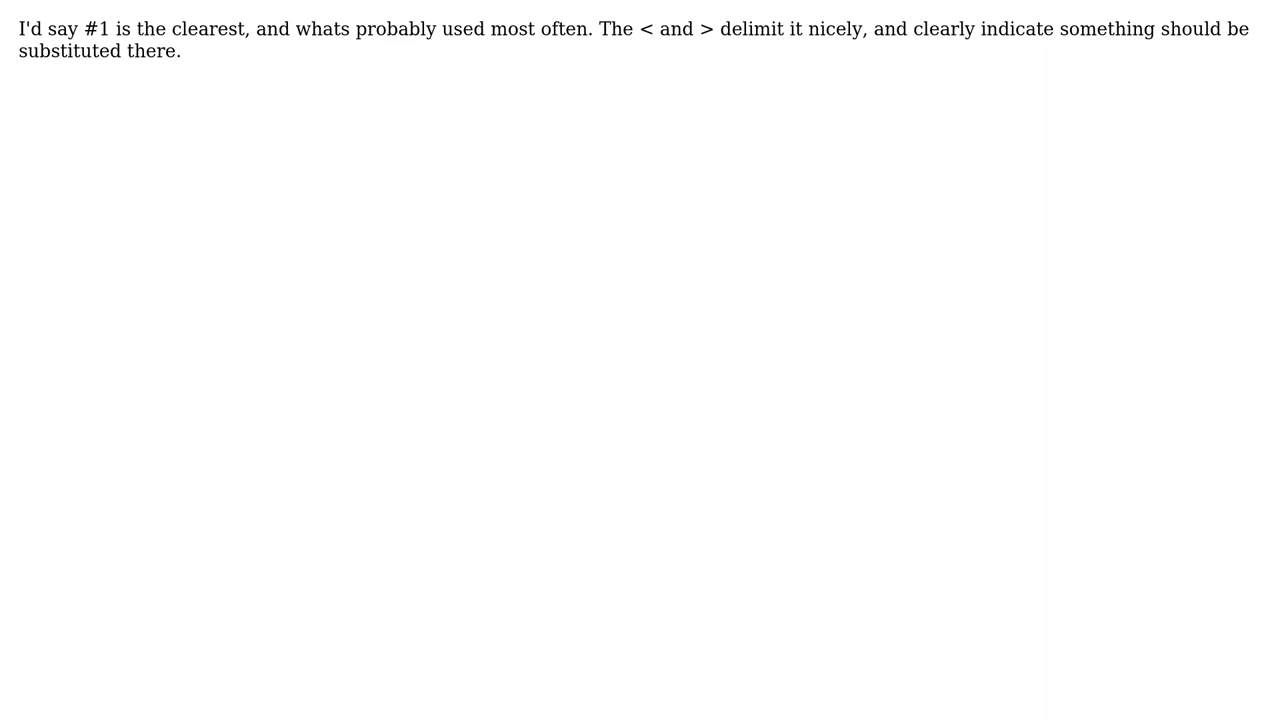 I'd say #1 is the clearest, and whats probably used most often. The < and > delimit it nicely, and clearly indicate something should be
substituted there.